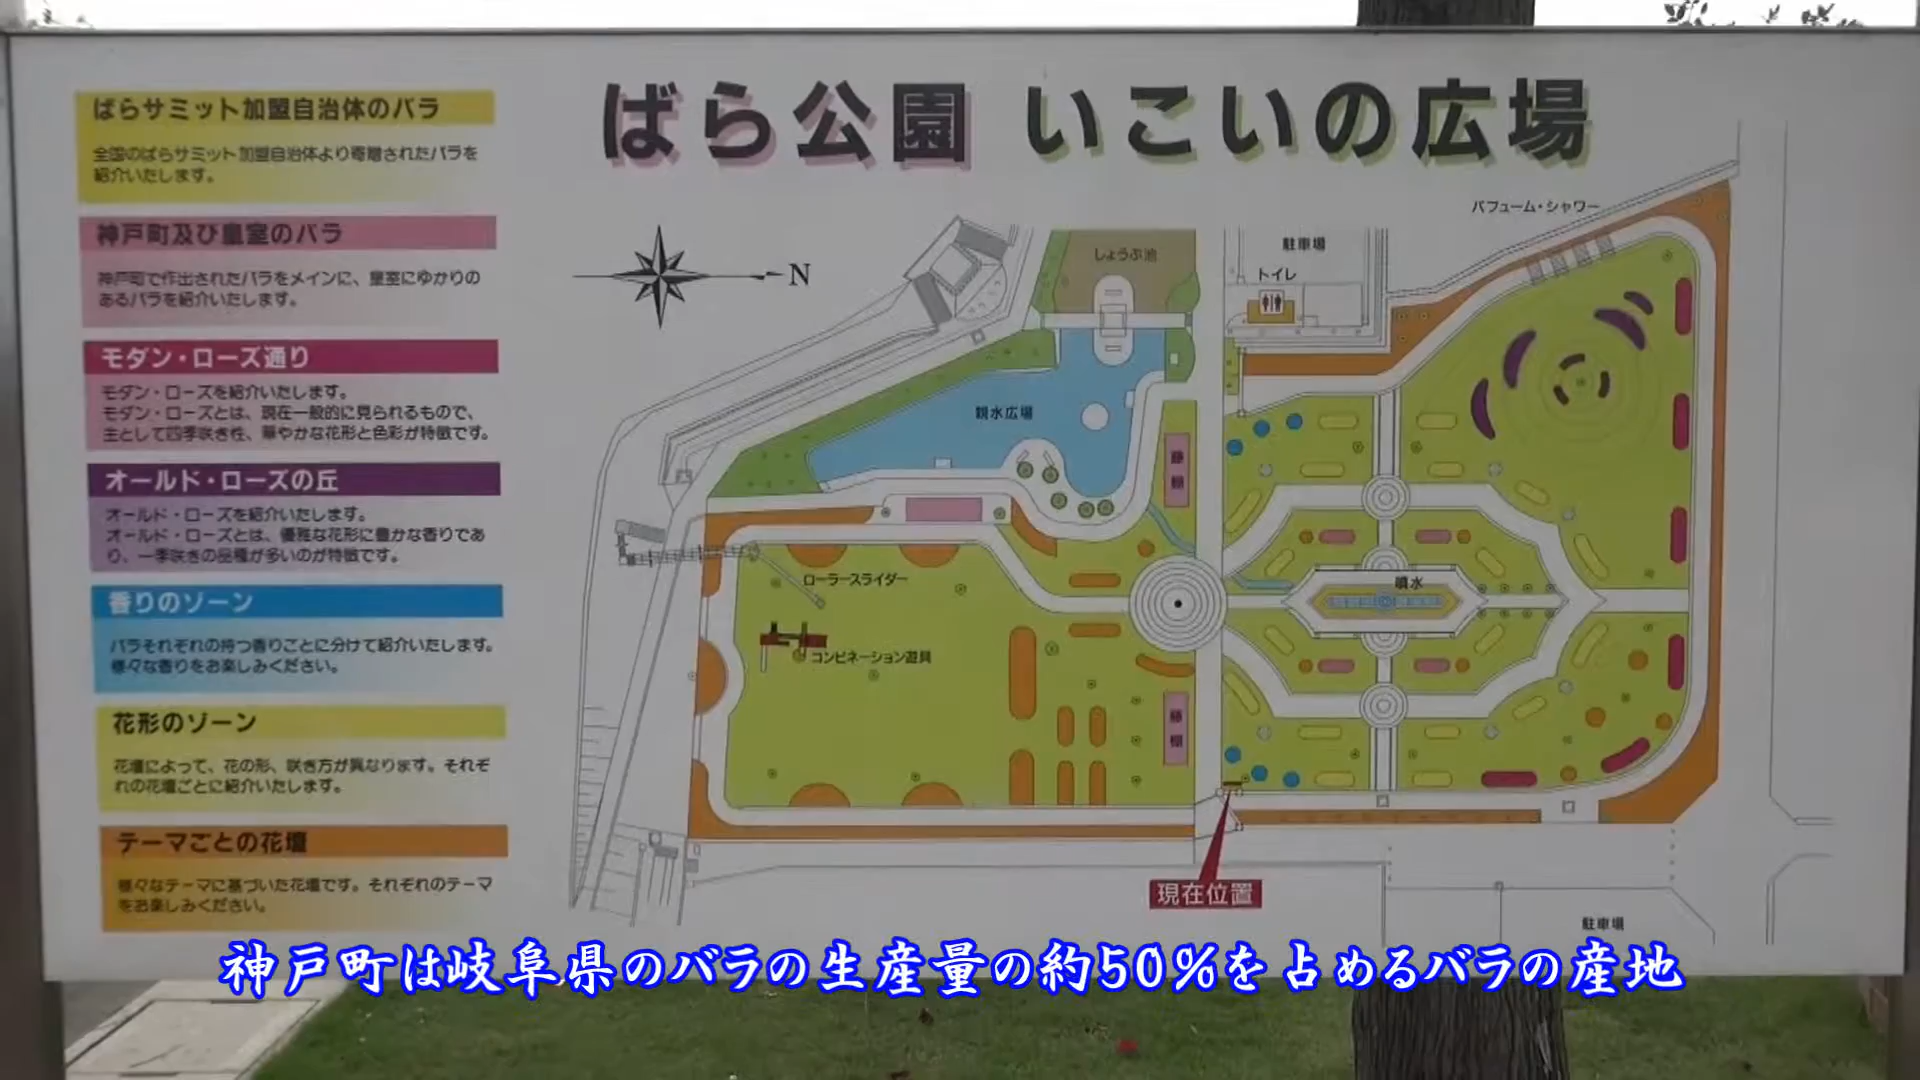 ばら公園 いこいの広場
ばらサミット加盟自治体のバラ
全国のばらサミット加盟自治体より寄贈されたバラを
紹介いたします。
神戸町及び皇室のバラ
神戸町で作出されたバラをメインに、皇室にゆかりの
あるバラを紹介いたします。
モダン・ローズ通り
モダン・ローズを紹介いたします。
モダン・ローズとは、現在一般的に見られるもので、
主として四季咲き性、華やかな花形と色彩が特徴です。
オールド・ローズの丘
オールド・ローズを紹介いたします。
オールド・ローズとは、優雅な花形に豊かな香りであ
り、一季咲きの品種が多いのが特徴です。
香りのゾーン
バラそれぞれの持つ香りごとに分けて紹介いたします。
様々な香りをお楽しみください。
花形のゾーン
花壇によって、花の形、咲き方が異なります。それぞ
れの花壇ごとに紹介いたします。
テーマごとの花壇
様々なテーマに基づいた花壇です。それぞれのテーマ
をお楽しみください。
N
パフューム・シャワー
駐車場
しょうぶ池
トイレ
親水広場
藤棚
ローラースライダー
噴水
コンビネーション遊具
藤棚
現在位置
駐車場
神戸町は岐阜県のバラの生産量の約50%を占めるバラの産地